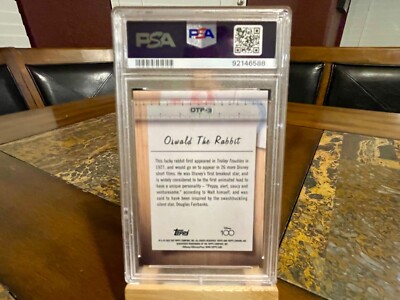 PSA
PSA
92146588
OTP-3
Oswald The Rabbit
This lucky rabbit first appeared in Trolley Troubles in
1927, and would go on to appear in 25 more Disney
short films. He was Disney's first breakout star, and
is widely considered to be the first animated lead to
have a unique personality – "Peppy, alert, saucy and
venturesome," according to Walt himself, and was
said to have been inspired by the swashbuckling
silent star, Douglas Fairbanks.
Topps
Disney
100